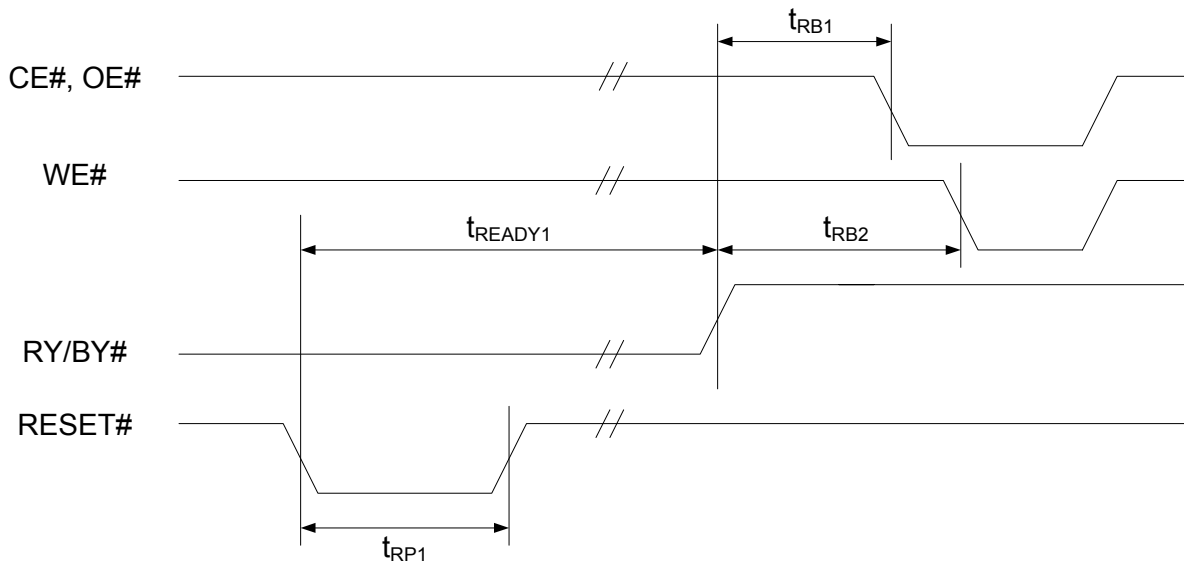 tRB1
CE#, OE#
WE#
tREADY1
tRB2
RY/BY#
RESET#
tRP1